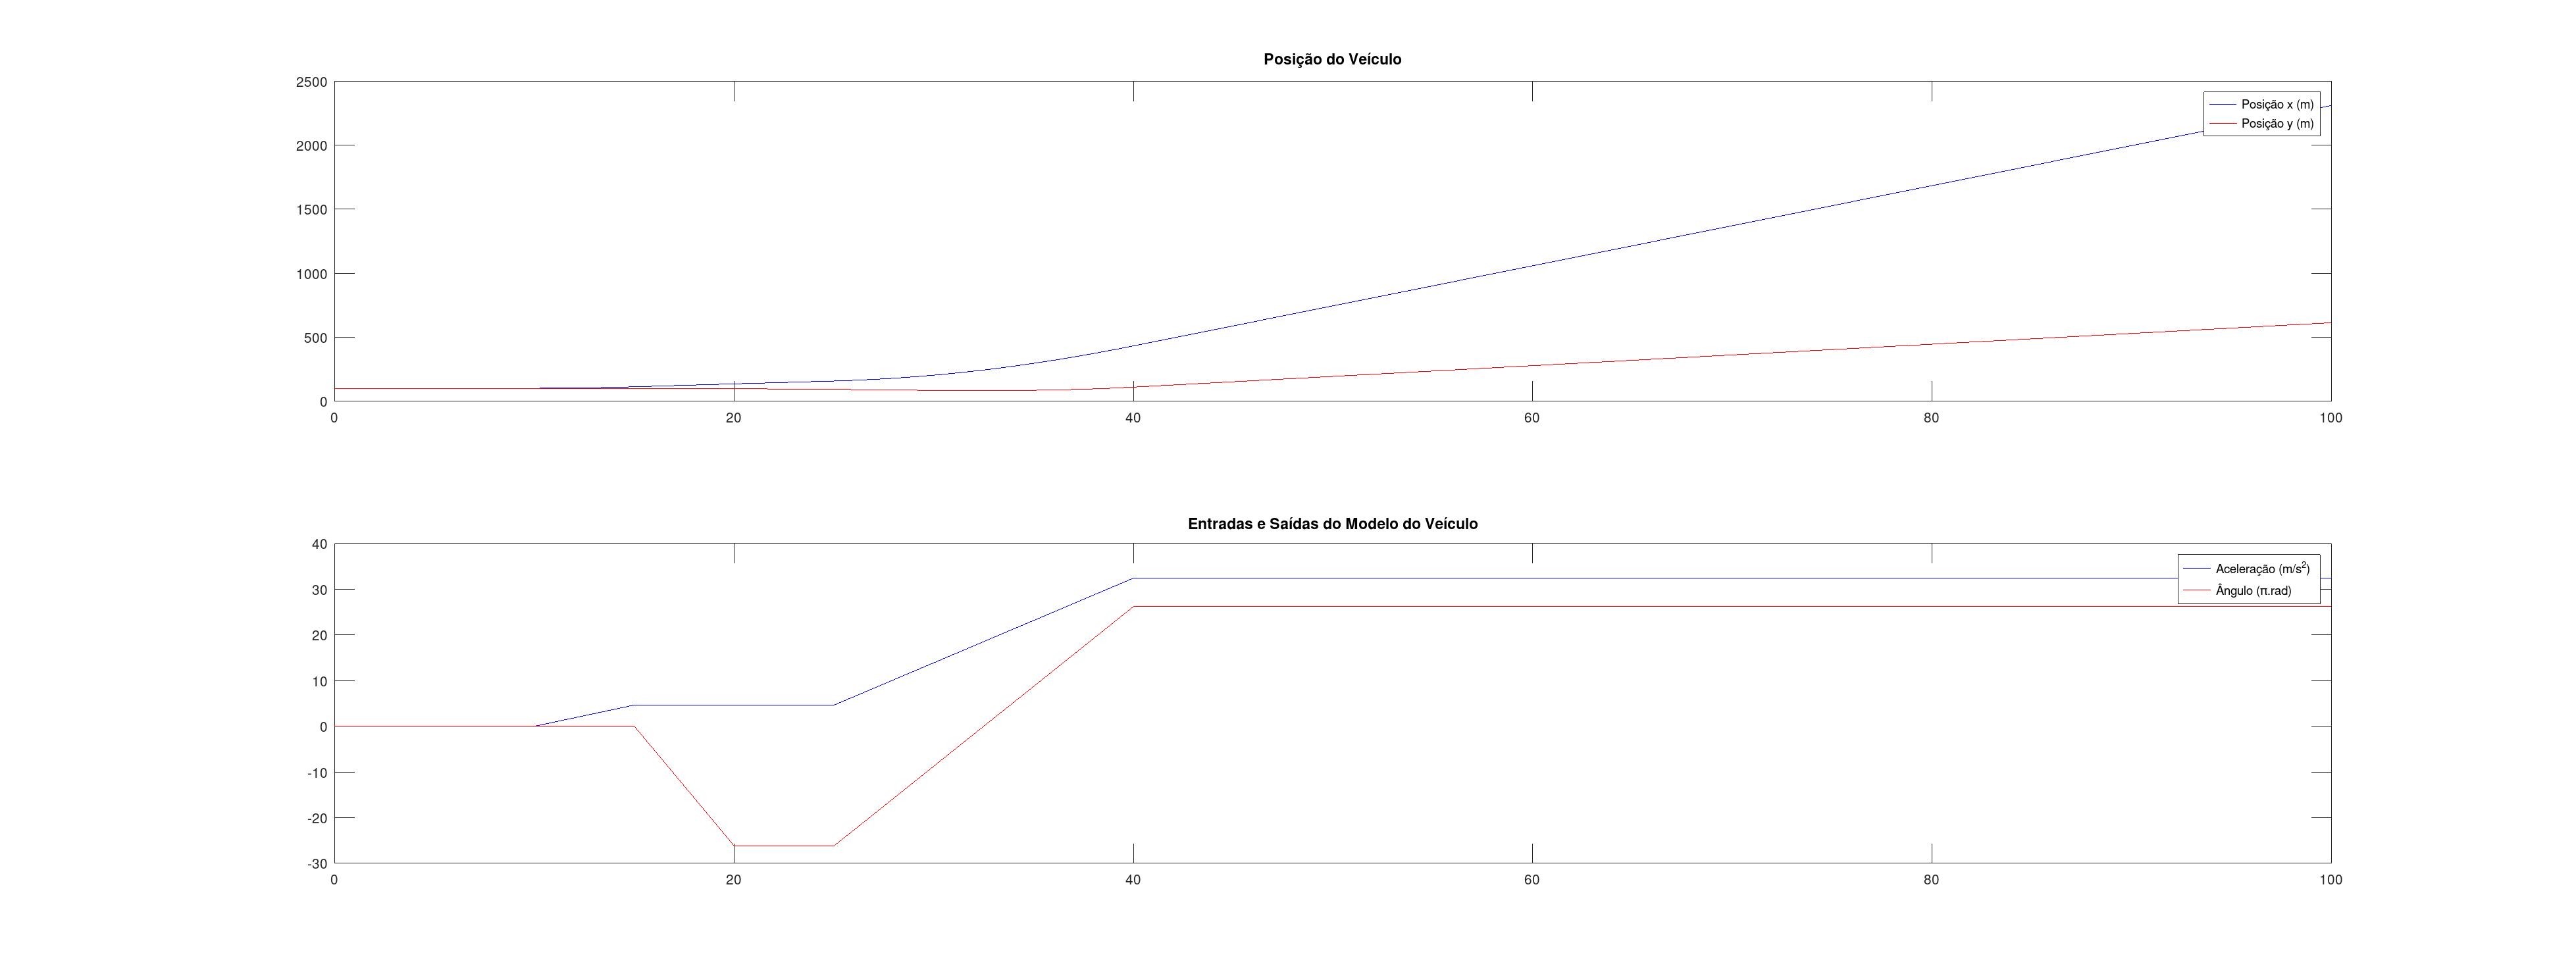 Posição do Veículo
2500
2000
1500
1000
500
0
0 20 40 60 80 100
Posição x (m)
Posição y (m)
Entradas e Saídas do Modelo do Veículo
40
30
20
10
0
-10
-20
-30
0 20 40 60 80 100
Aceleração (m/s²)
Ângulo (π.rad)